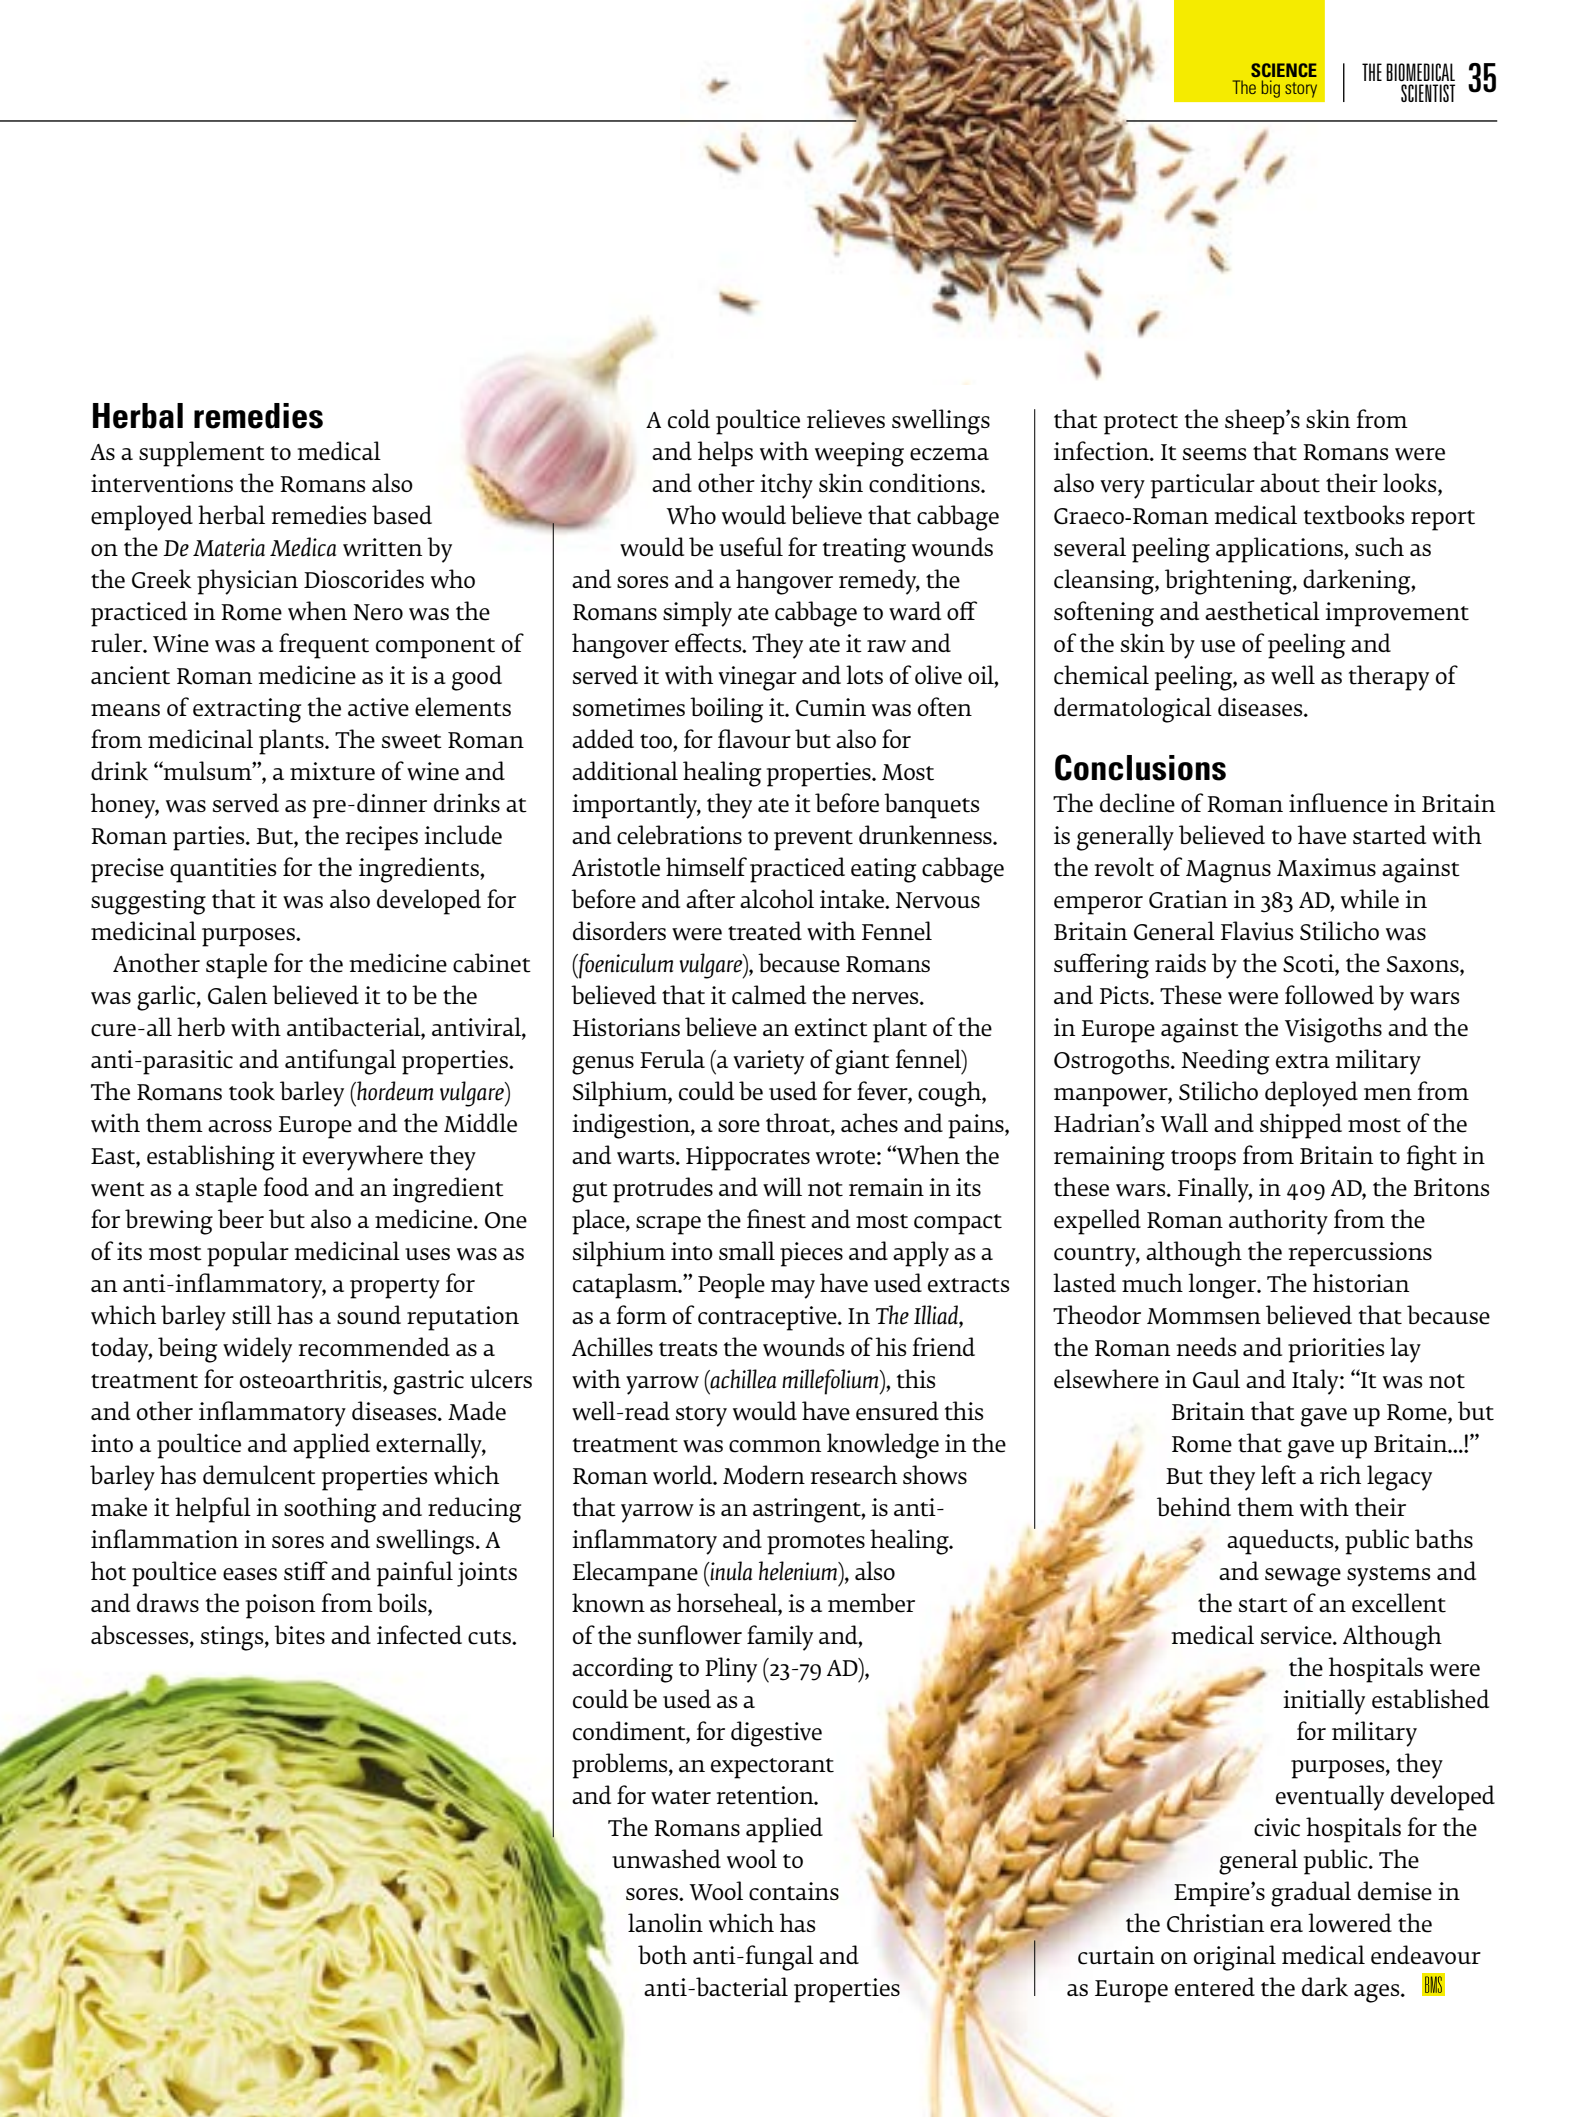 SCIENCE
The big story
THE BIOMEDICAL
SCIENTIST
35
Herbal remedies
As a supplement to medical
interventions the Romans also
employed herbal remedies based
on the De Materia Medica written by
the Greek physician Dioscorides who
practiced in Rome when Nero was the
ruler. Wine was a frequent component of
ancient Roman medicine as it is a good
means of extracting the active elements
from medicinal plants. The sweet Roman
drink “mulsum”, a mixture of wine and
honey, was served as pre-dinner drinks at
Roman parties. But, the recipes include
precise quantities for the ingredients,
suggesting that it was also developed for
medicinal purposes.
Another staple for the medicine cabinet
was garlic, Galen believed it to be the
cure-all herb with antibacterial, antiviral,
anti-parasitic and antifungal properties.
The Romans took barley (hordeum vulgare)
with them across Europe and the Middle
East, establishing it everywhere they
went as a staple food and an ingredient
for brewing beer but also a medicine. One
of its most popular medicinal uses was as
an anti-inflammatory, a property for
which barley still has a sound reputation
today, being widely recommended as a
treatment for osteoarthritis, gastric ulcers
and other inflammatory diseases. Made
into a poultice and applied externally,
barley has demulcent properties which
make it helpful in soothing and reducing
inflammation in sores and swellings. A
hot poultice eases stiff and painful joints
and draws the poison from boils,
abscesses, stings, bites and infected cuts.
A cold poultice relieves swellings
and helps with weeping eczema
and other itchy skin conditions.
Who would believe that cabbage
would be useful for treating wounds
and sores and a hangover remedy, the
Romans simply ate cabbage to ward off
hangover effects. They ate it raw and
served it with vinegar and lots of olive oil,
sometimes boiling it. Cumin was often
added too, for flavour but also for
additional healing properties. Most
importantly, they ate it before banquets
and celebrations to prevent drunkenness.
Aristotle himself practiced eating cabbage
before and after alcohol intake. Nervous
disorders were treated with Fennel
(foeniculum vulgare), because Romans
believed that it calmed the nerves.
Historians believe an extinct plant of the
genus Ferula (a variety of giant fennel)
Silphium, could be used for fever, cough,
indigestion, a sore throat, aches and pains,
and warts. Hippocrates wrote: “When the
gut protrudes and will not remain in its
place, scrape the finest and most compact
silphium into small pieces and apply as a
cataplasm.” People may have used extracts
as a form of contraceptive. In The Illiad,
Achilles treats the wounds of his friend
with yarrow (achillea millefolium), this
well-read story would have ensured this
treatment was common knowledge in the
Roman world. Modern research shows
that yarrow is an astringent, is anti-
inflammatory and promotes healing.
Elecampane (inula helenium), also
known as horseheal, is a member
of the sunflower family and,
according to Pliny (23-79 AD),
could be used as a
condiment, for digestive
problems, an expectorant
and for water retention.
The Romans applied
unwashed wool to
sores. Wool contains
lanolin which has
both anti-fungal and
anti-bacterial properties
that protect the sheep’s skin from
infection. It seems that Romans were
also very particular about their looks,
Graeco-Roman medical textbooks report
several peeling applications, such as
cleansing, brightening, darkening,
softening and aesthetical improvement
of the skin by use of peeling and
chemical peeling, as well as therapy of
dermatological diseases.
Conclusions
The decline of Roman influence in Britain
is generally believed to have started with
the revolt of Magnus Maximus against
emperor Gratian in 383 AD, while in
Britain General Flavius Stilicho was
suffering raids by the Scoti, the Saxons,
and Picts. These were followed by wars
in Europe against the Visigoths and the
Ostrogoths. Needing extra military
manpower, Stilicho deployed men from
Hadrian’s Wall and shipped most of the
remaining troops from Britain to fight in
these wars. Finally, in 409 AD, the Britons
expelled Roman authority from the
country, although the repercussions
lasted much longer. The historian
Theodor Mommsen believed that because
the Roman needs and priorities lay
elsewhere in Gaul and Italy: “It was not
Britain that gave up Rome, but
Rome that gave up Britain...!”
But they left a rich legacy
behind them with their
aqueducts, public baths
and sewage systems and
the start of an excellent
medical service. Although
the hospitals were
initially established
for military
purposes, they
eventually developed
civic hospitals for the
general public. The
Empire’s gradual demise in
the Christian era lowered the
curtain on original medical endeavour
as Europe entered the dark ages. BMS